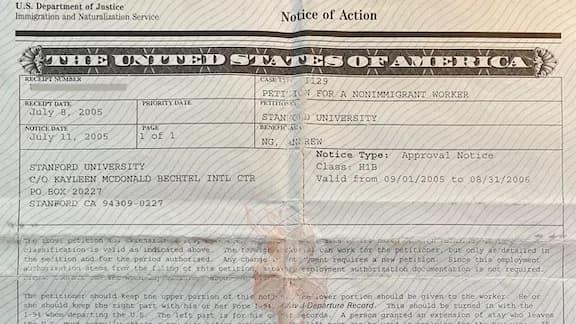 U.S. Department of Justice
Immigration and Naturalization Service
Notice of Action
THE UNITED STATES OF AMERICA
RECEIPT NUMBER
CASE TYPE I129
PETITION FOR A NONIMMIGRANT WORKER
RECEIPT DATE
July 8, 2005
PRIORITY DATE
PETITIONER
STANFORD UNIVERSITY
NOTICE DATE
July 11, 2005
PAGE
1 of 1
BENEFICIARY
NG, ANDREW
STANFORD UNIVERSITY
C/O KAYLEEN MCDONALD BECHTEL INTL CTR
PO BOX 20227
STANFORD CA 94309-0227
Notice Type: Approval Notice
Class: H1B
Valid from 09/01/2005 to 08/31/2006
The above petition and extension
classification is valid as indicated above. The can work for the petitioner, but only as detailed in
the petition and for the period authorized. Any change employment requires a new petition. Since this employment
authorization stems from the filing of this petition, employment authorization documentation is not required.
The petitioner should keep the upper portion of this notice. The lower portion should be given to the worker. He or
she should keep the right part with his or her Form I-94, Arrival-Departure Record. This should be turned in with the
I-94 when departing the U.S. The left part is for his records. A person granted an extension of stay who leaves